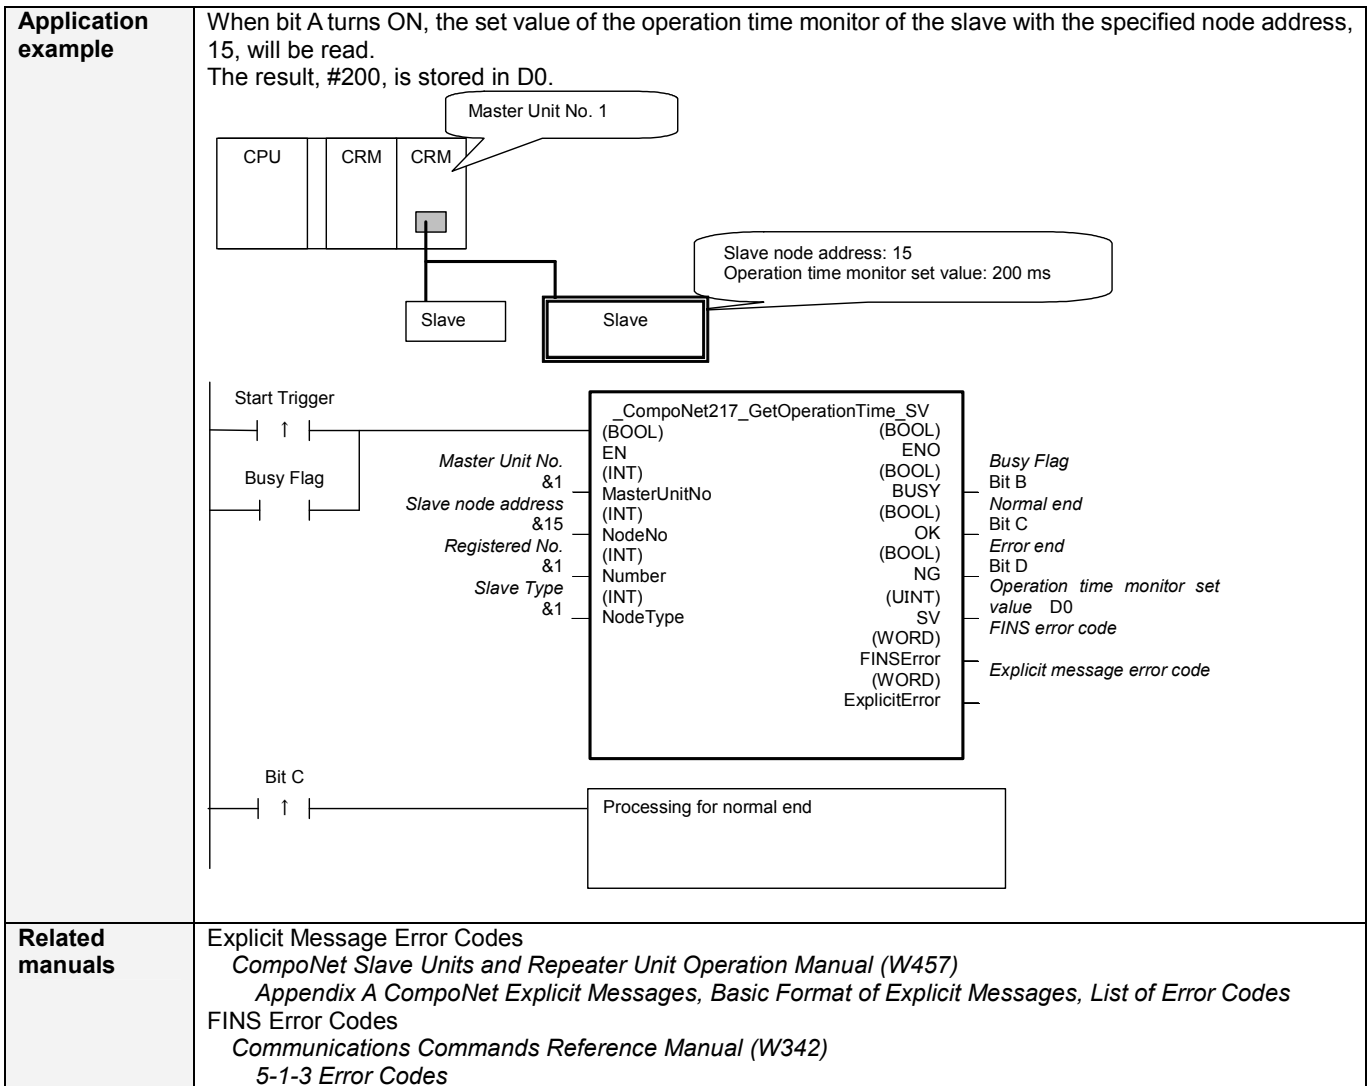 Application
example
When bit A turns ON, the set value of the operation time monitor of the slave with the specified node address,
15, will be read.
The result, #200, is stored in D0.
Master Unit No. 1
CPU
CRM
CRM
Slave node address: 15
Operation time monitor set value: 200 ms
Slave
Slave
Start Trigger
↑
Busy Flag
Master Unit No.
&1
Slave node address
&15
Registered No.
&1
Slave Type
&1
_CompoNet217_GetOperationTime_SV
(BOOL)
EN
(INT)
MasterUnitNo
(INT)
NodeNo
(INT)
Number
(INT)
NodeType
(BOOL)
ENO
(BOOL)
BUSY
(BOOL)
OK
(BOOL)
NG
(UINT)
SV
(WORD)
FINSError
(WORD)
ExplicitError
Busy Flag
Bit B
Normal end
Bit C
Error end
Bit D
Operation time monitor set
value D0
FINS error code
Explicit message error code
Bit C
↑
Processing for normal end
Related
manuals
Explicit Message Error Codes
CompoNet Slave Units and Repeater Unit Operation Manual (W457)
Appendix A CompoNet Explicit Messages, Basic Format of Explicit Messages, List of Error Codes
FINS Error Codes
Communications Commands Reference Manual (W342)
5-1-3 Error Codes